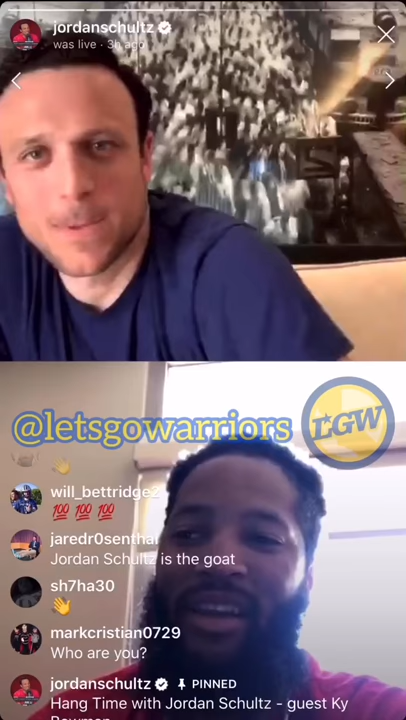 jordanschultz
was live · 3h ago
@letsgowarriors
LGW
will_bettridge2
💯 💯 💯
jaredr0senthal
Jordan Schultz is the goat
sh7ha30
👋
markcristian0729
Who are you?
jordanschultz PINNED
Hang Time with Jordan Schultz - guest Ky
Bowman